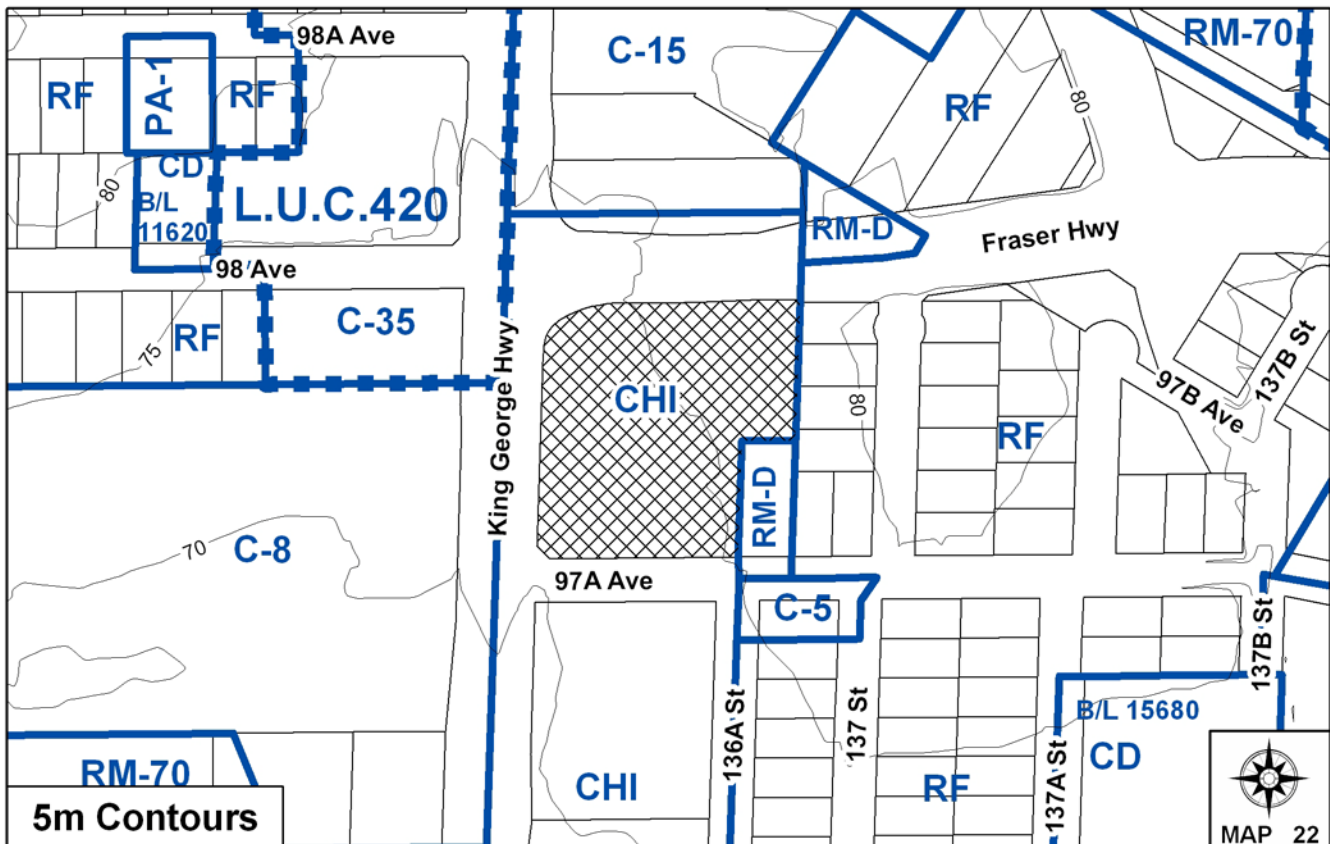 98A Ave
C-15
RM-70
RF
PA-1
RF
RF
80
80
CD
B/L
11620
L.U.C.420
RM-D
Fraser Hwy
98 Ave
RF
C-35
75
King George Hwy
CHI
80
RF
97B Ave
137B St
RM-D
70
C-8
97A Ave
C-5
137B St
136A St
137 St
137A St
B/L 15680
CD
RM-70
CHI
RF
5m Contours
MAP 22